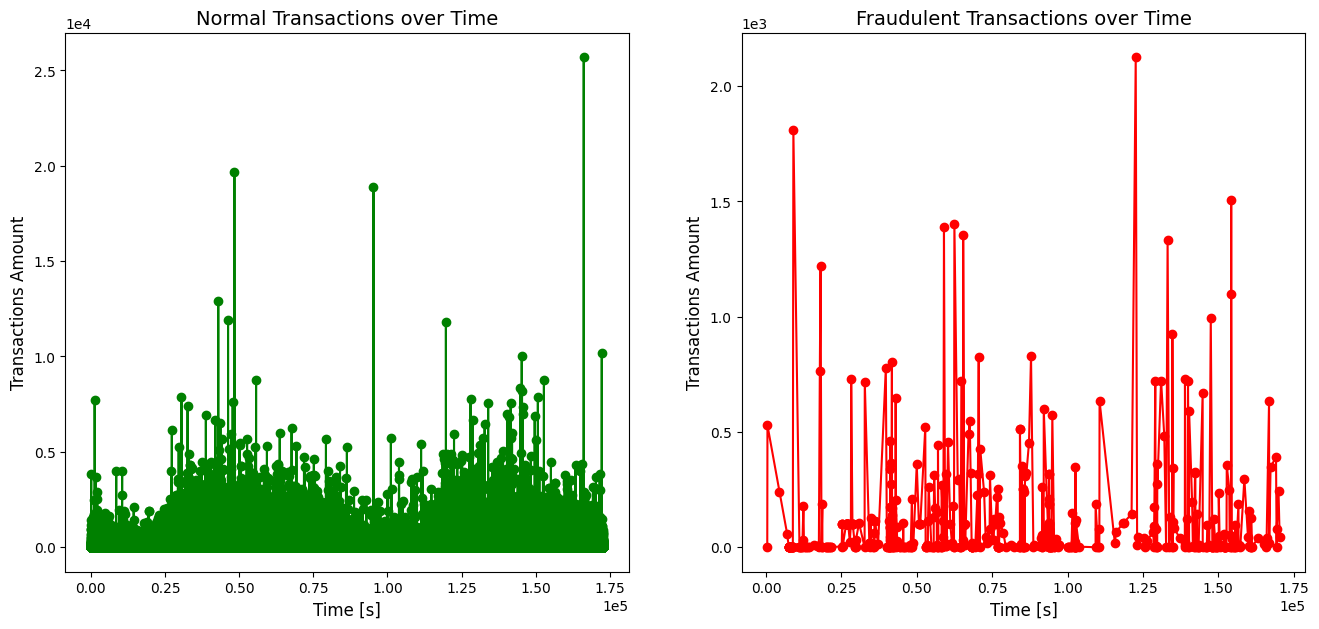 Normal Transactions over Time
1e4
2.5
2.0
1.5
1.0
0.5
0.0
Transactions Amount
0.00 0.25 0.50 0.75 1.00 1.25 1.50 1.75
1e5
Time [s]
Fraudulent Transactions over Time
1e3
2.0
1.5
1.0
0.5
0.0
Transactions Amount
0.00 0.25 0.50 0.75 1.00 1.25 1.50 1.75
1e5
Time [s]